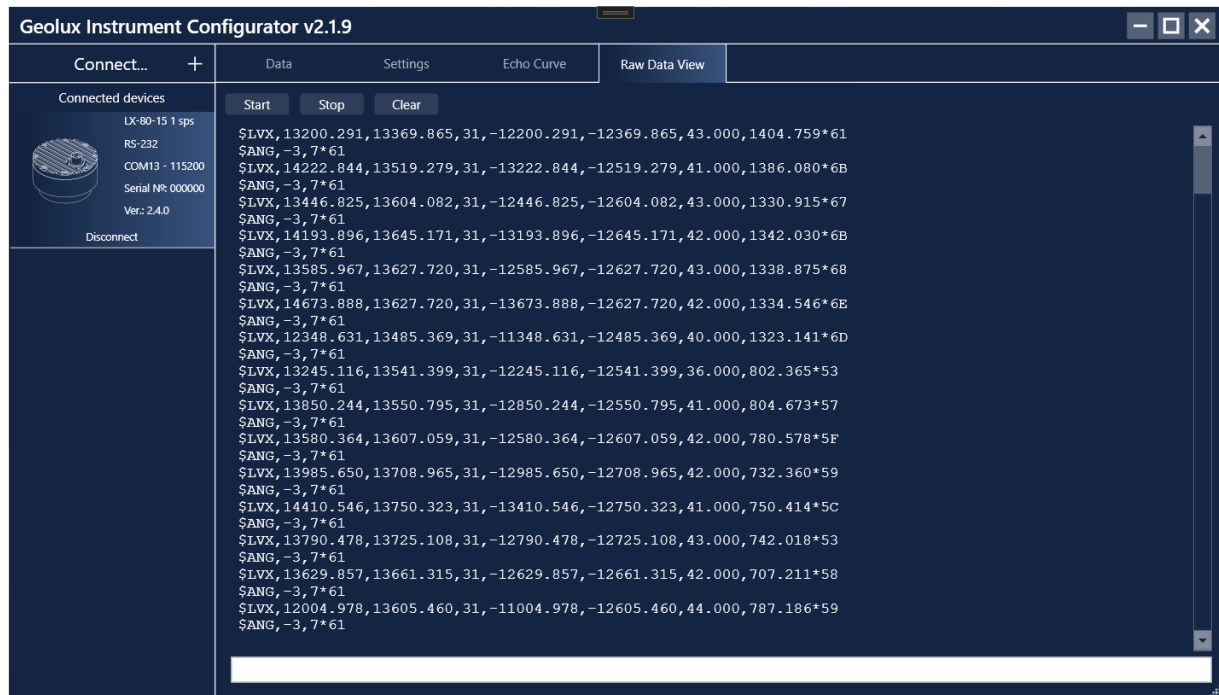 Geolux Instrument Configurator v2.1.9
Connect... +
Data Settings Echo Curve Raw Data View
Connected devices
LX-80-15 1 sps
RS-232
COM13 - 115200
Serial Nº: 000000
Ver.: 2.4.0
Disconnect
Start Stop Clear
$LVX,13200.291,13369.865,31,-12200.291,-12369.865,43.000,1404.759*61
$ANG,-3,7*61
$LVX,14222.844,13519.279,31,-13222.844,-12519.279,41.000,1386.080*6B
$ANG,-3,7*61
$LVX,13446.825,13604.082,31,-12446.825,-12604.082,43.000,1330.915*67
$ANG,-3,7*61
$LVX,14193.896,13645.171,31,-13193.896,-12645.171,42.000,1342.030*6B
$ANG,-3,7*61
$LVX,13585.967,13627.720,31,-12585.967,-12627.720,43.000,1338.875*68
$ANG,-3,7*61
$LVX,14673.888,13627.720,31,-13673.888,-12627.720,42.000,1334.546*6E
$ANG,-3,7*61
$LVX,12348.631,13485.369,31,-11348.631,-12485.369,40.000,1323.141*6D
$ANG,-3,7*61
$LVX,13245.116,13541.399,31,-12245.116,-12541.399,36.000,802.365*53
$ANG,-3,7*61
$LVX,13850.244,13550.795,31,-12850.244,-12550.795,41.000,804.673*57
$ANG,-3,7*61
$LVX,13580.364,13607.059,31,-12580.364,-12607.059,42.000,780.578*5F
$ANG,-3,7*61
$LVX,13985.650,13708.965,31,-12985.650,-12708.965,42.000,732.360*59
$ANG,-3,7*61
$LVX,14410.546,13750.323,31,-13410.546,-12750.323,41.000,750.414*5C
$ANG,-3,7*61
$LVX,13790.478,13725.108,31,-12790.478,-12725.108,43.000,742.018*53
$ANG,-3,7*61
$LVX,13629.857,13661.315,31,-12629.857,-12661.315,42.000,707.211*58
$ANG,-3,7*61
$LVX,12004.978,13605.460,31,-11004.978,-12605.460,44.000,787.186*59
$ANG,-3,7*61